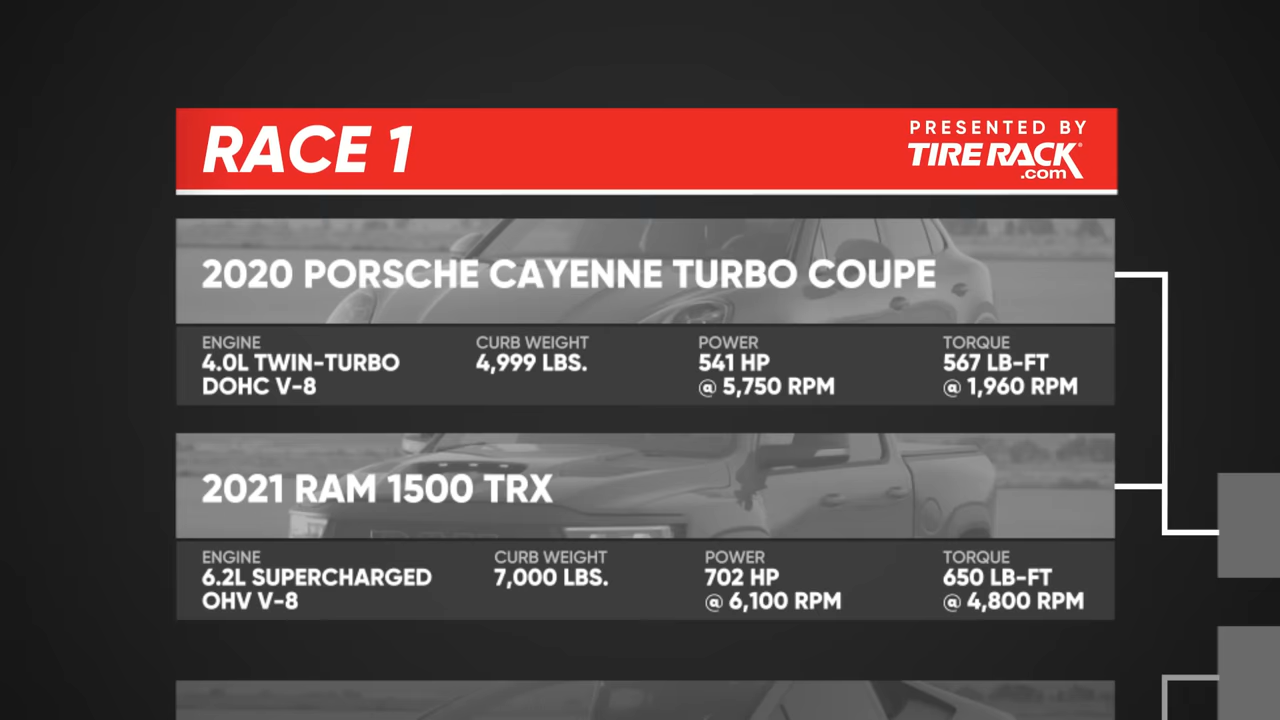 RACE 1
PRESENTED BY
TIRE RACK®
.com
2020 PORSCHE CAYENNE TURBO COUPE
ENGINE
4.0L TWIN-TURBO
DOHC V-8
CURB WEIGHT
4,999 LBS.
POWER
541 HP
@ 5,750 RPM
TORQUE
567 LB-FT
@ 1,960 RPM
2021 RAM 1500 TRX
ENGINE
6.2L SUPERCHARGED
OHV V-8
CURB WEIGHT
7,000 LBS.
POWER
702 HP
@ 6,100 RPM
TORQUE
650 LB-FT
@ 4,800 RPM